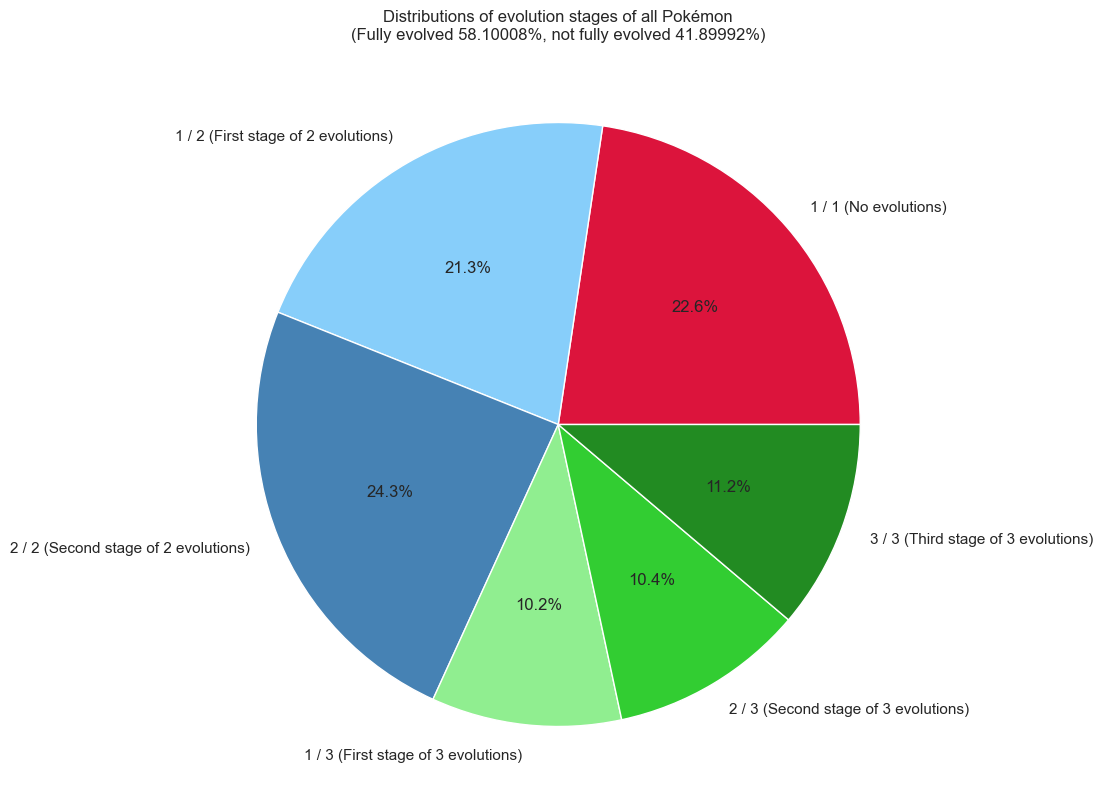 Distributions of evolution stages of all Pokémon
(Fully evolved 58.10008%, not fully evolved 41.89992%)
1 / 2 (First stage of 2 evolutions)
1 / 1 (No evolutions)
21.3%
22.6%
24.3%
11.2%
2 / 2 (Second stage of 2 evolutions)
3 / 3 (Third stage of 3 evolutions)
10.2%
10.4%
2 / 3 (Second stage of 3 evolutions)
1 / 3 (First stage of 3 evolutions)